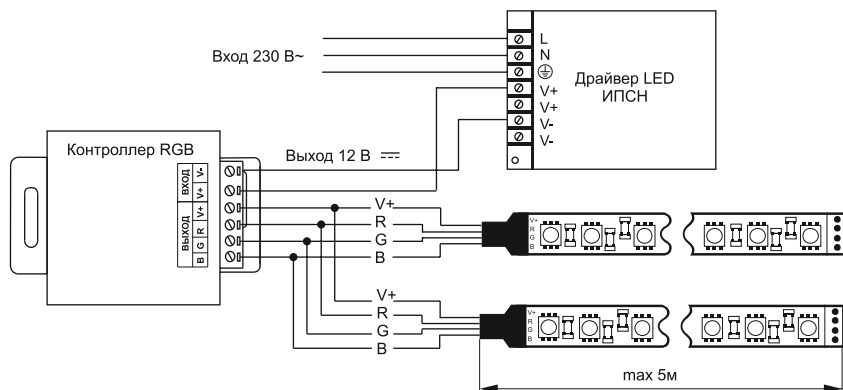 Вход 230 В~
L
N
V+
V+
V-
V-
Драйвер LED
ИПСН
Контроллер RGB
ВХОД
V-
V+
ВЫХОД
V+
R
G
B
Выход 12 В
V+
R
G
B
V+
R
G
B
V+
R
G
B
V+
R
G
B
max 5м